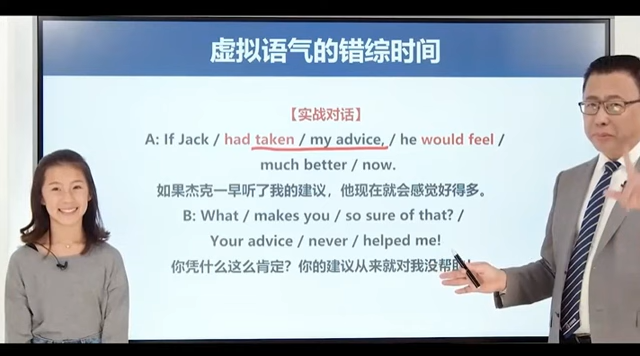 虚拟语气的错综时间
【实战对话】
A: If Jack / had taken / my advice, / he would feel /
much better / now.
如果杰克一早听了我的建议，他现在就会感觉好得多。
B: What / makes you / so sure of that? /
Your advice / never / helped me!
你凭什么这么肯定？你的建议从来就对我没帮助！